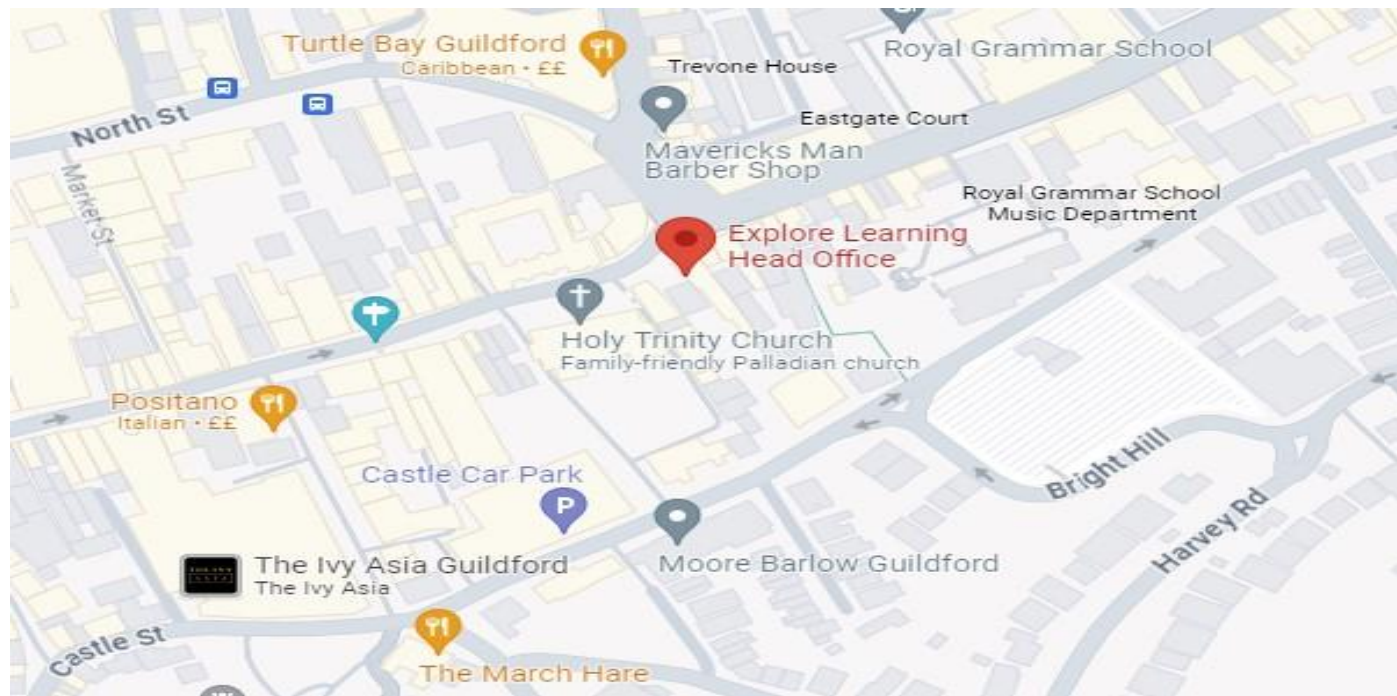 Turtle Bay Guildford
Caribbean · ££
Royal Grammar School
Trevone House
North St
Eastgate Court
Mavericks Man
Barber Shop
Market St
Royal Grammar School
Music Department
Explore Learning
Head Office
Holy Trinity Church
Family-friendly Palladian church
Positano
Italian · ££
Castle Car Park
P
Bright Hill
Harvey Rd
The Ivy Asia Guildford
The Ivy Asia
Moore Barlow Guildford
Castle St
The March Hare